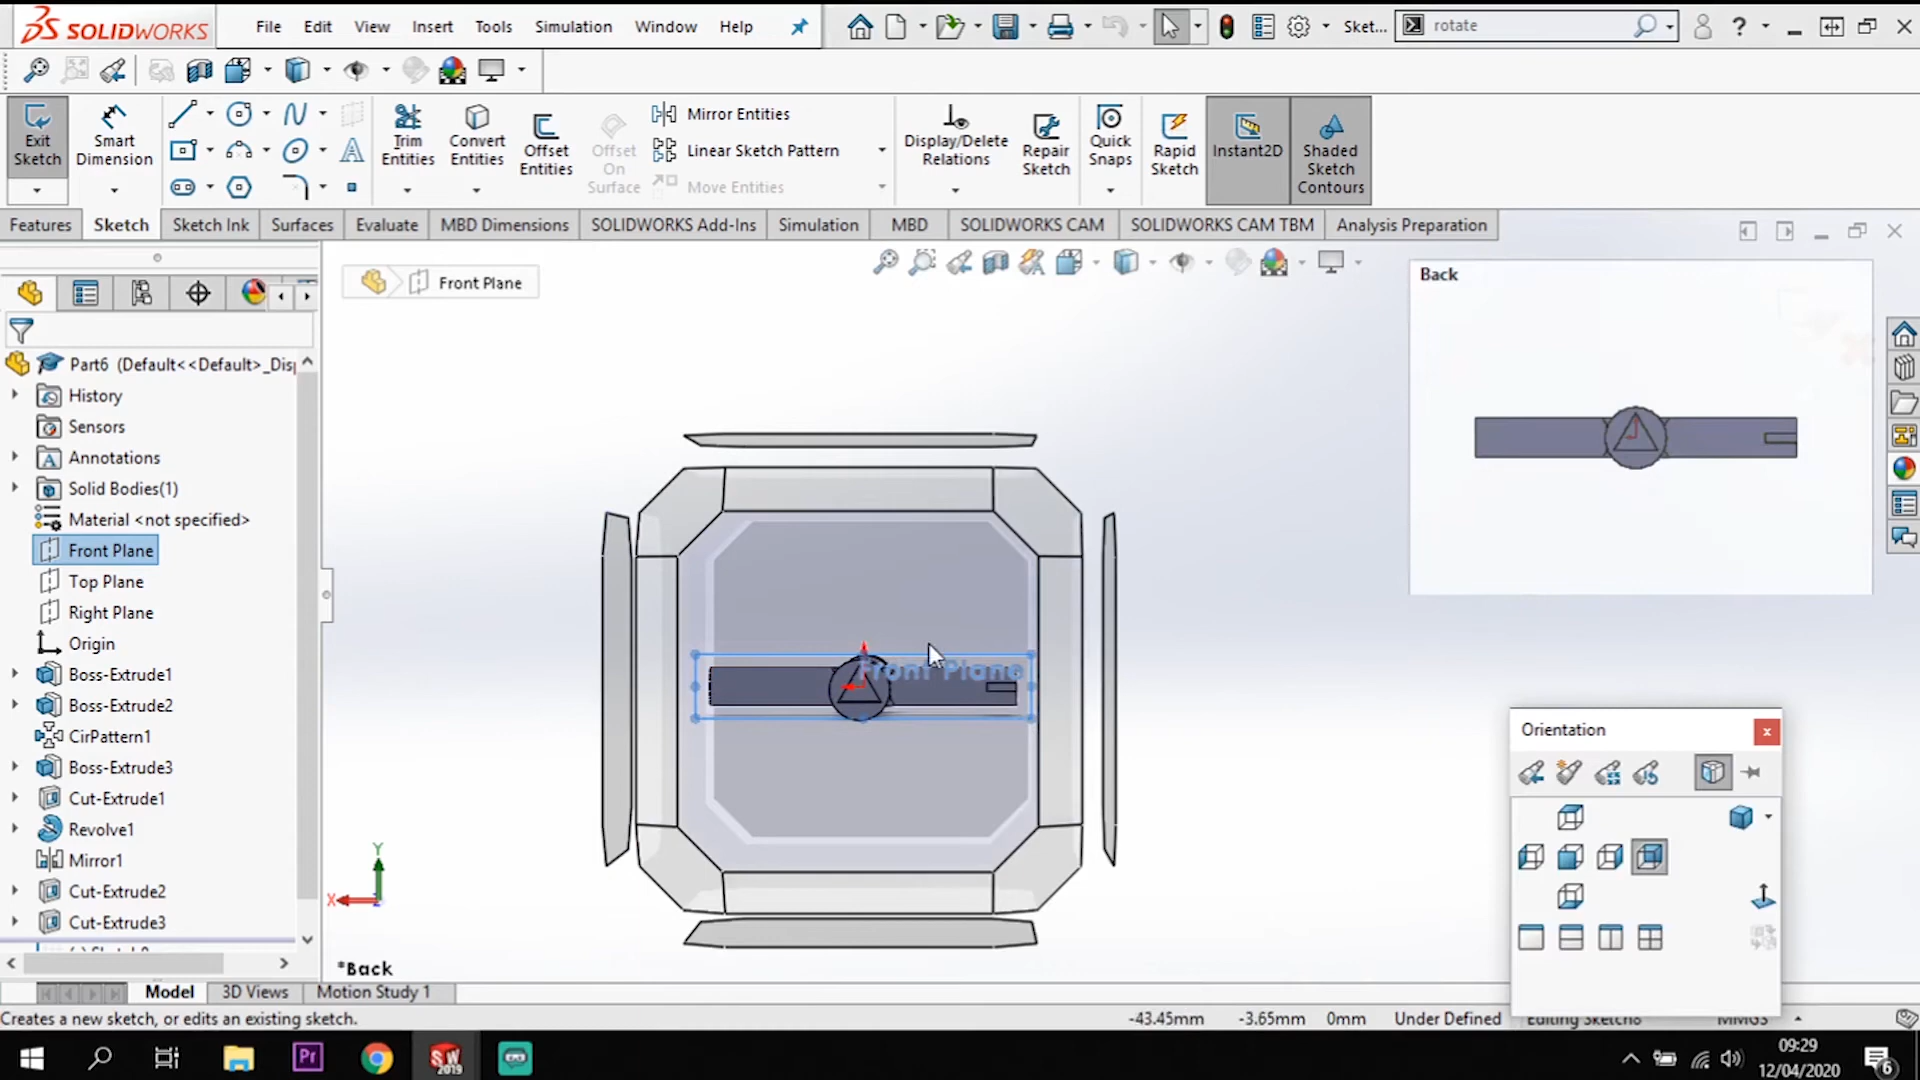 SOLIDWORKS
File
Edit
View
Insert
Tools
Simulation
Window
Help
Sket...
rotate
?
Exit
Sketch
Smart
Dimension
Trim
Entities
Convert
Entities
Offset
Entities
Offset
On
Surface
Mirror Entities
Linear Sketch Pattern
Move Entities
Display/Delete
Relations
Repair
Sketch
Quick
Snaps
Rapid
Sketch
Instant2D
Shaded
Sketch
Contours
Features
Sketch
Sketch Ink
Surfaces
Evaluate
MBD Dimensions
SOLIDWORKS Add-Ins
Simulation
MBD
SOLIDWORKS CAM
SOLIDWORKS CAM TBM
Analysis Preparation
Front Plane
Back
Part6 (Default<<Default>_Disp
History
Sensors
Annotations
Solid Bodies(1)
Material <not specified>
Front Plane
Top Plane
Right Plane
Origin
Boss-Extrude1
Boss-Extrude2
CirPattern1
Boss-Extrude3
Cut-Extrude1
Revolve1
Mirror1
Cut-Extrude2
Cut-Extrude3
Front Plane
Y
X
Z
*Back
Orientation
x
Model
3D Views
Motion Study 1
Creates a new sketch, or edits an existing sketch.
-43.45mm
-3.65mm
0mm
Under Defined
Editing Sketch8
MMGS
Pr
SW
2019
09:29
12/04/2020
6